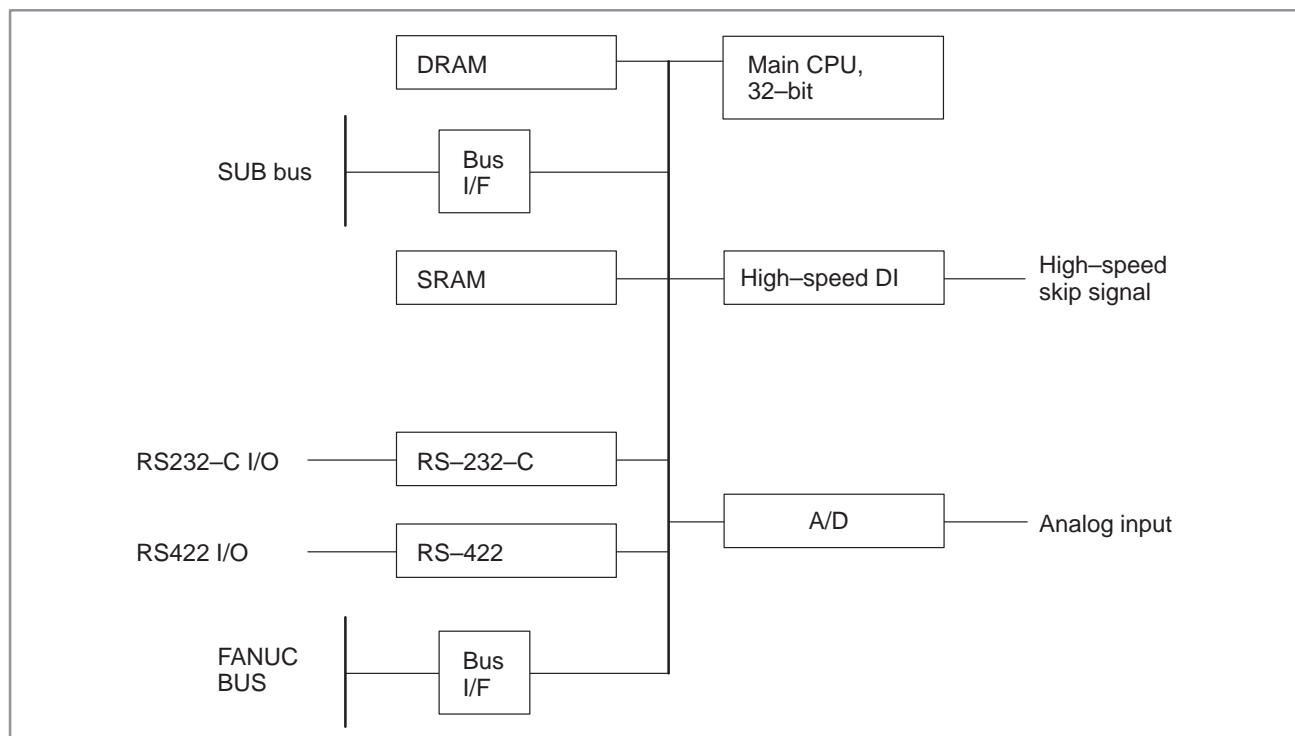 DRAM
Main CPU,
32–bit
SUB bus
Bus
I/F
SRAM
High–speed DI
High–speed
skip signal
RS232–C I/O
RS–232–C
A/D
Analog input
RS422 I/O
RS–422
FANUC
BUS
Bus
I/F